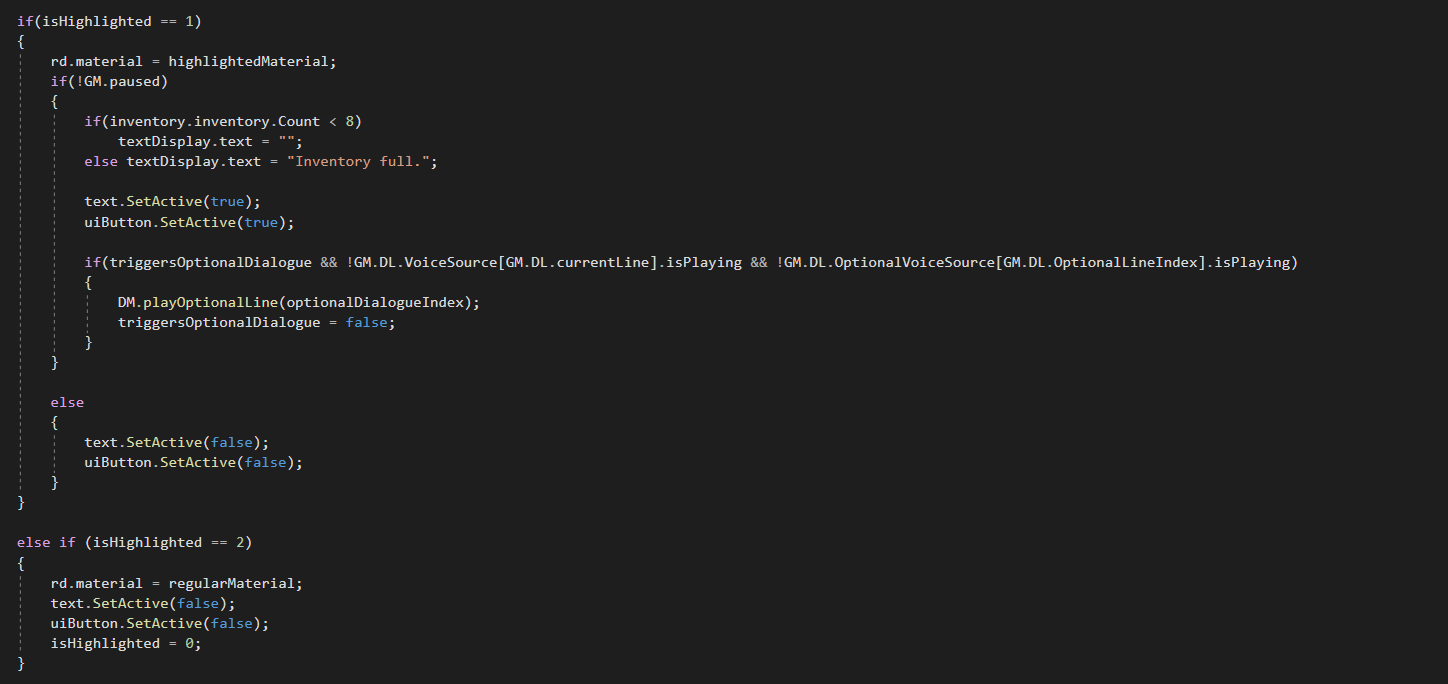 if(isHighlighted == 1)
{
    rd.material = highlightedMaterial;
    if(!GM.paused)
    {
        if(inventory.inventory.Count < 8)
            textDisplay.text = "";
        else textDisplay.text = "Inventory full.";

        text.SetActive(true);
        uiButton.SetActive(true);

        if(triggersOptionalDialogue && !GM.DL.VoiceSource[GM.DL.currentLine].isPlaying && !GM.DL.OptionalVoiceSource[GM.DL.OptionalLineIndex].isPlaying)
        {
            DM.playOptionalLine(optionalDialogueIndex);
            triggersOptionalDialogue = false;
        }
    }

    else
    {
        text.SetActive(false);
        uiButton.SetActive(false);
    }
}

else if (isHighlighted == 2)
{
    rd.material = regularMaterial;
    text.SetActive(false);
    uiButton.SetActive(false);
    isHighlighted = 0;
}